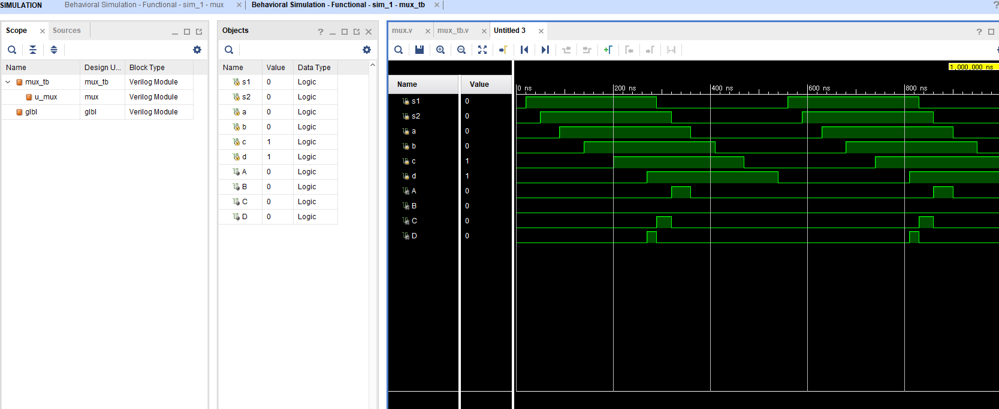 SIMULATION Behavioral Simulation - Functional - sim_1 - mux Behavioral Simulation - Functional - sim_1 - mux_tb ?
Scope Sources
Name Design U... Block Type
mux_tb mux_tb Verilog Module
u_mux mux Verilog Module
glbl glbl Verilog Module
Objects ?
Name Value Data Type
s1 0 Logic
s2 0 Logic
a 0 Logic
b 0 Logic
c 1 Logic
d 1 Logic
A 0 Logic
B 0 Logic
C 0 Logic
D 0 Logic
mux.v mux_tb.v Untitled 3 ?
1,000,000 ns
Name Value
0 ns 200 ns 400 ns 600 ns 800 ns
s1 0
s2 0
a 0
b 0
c 1
d 1
A 0
B 0
C 0
D 0